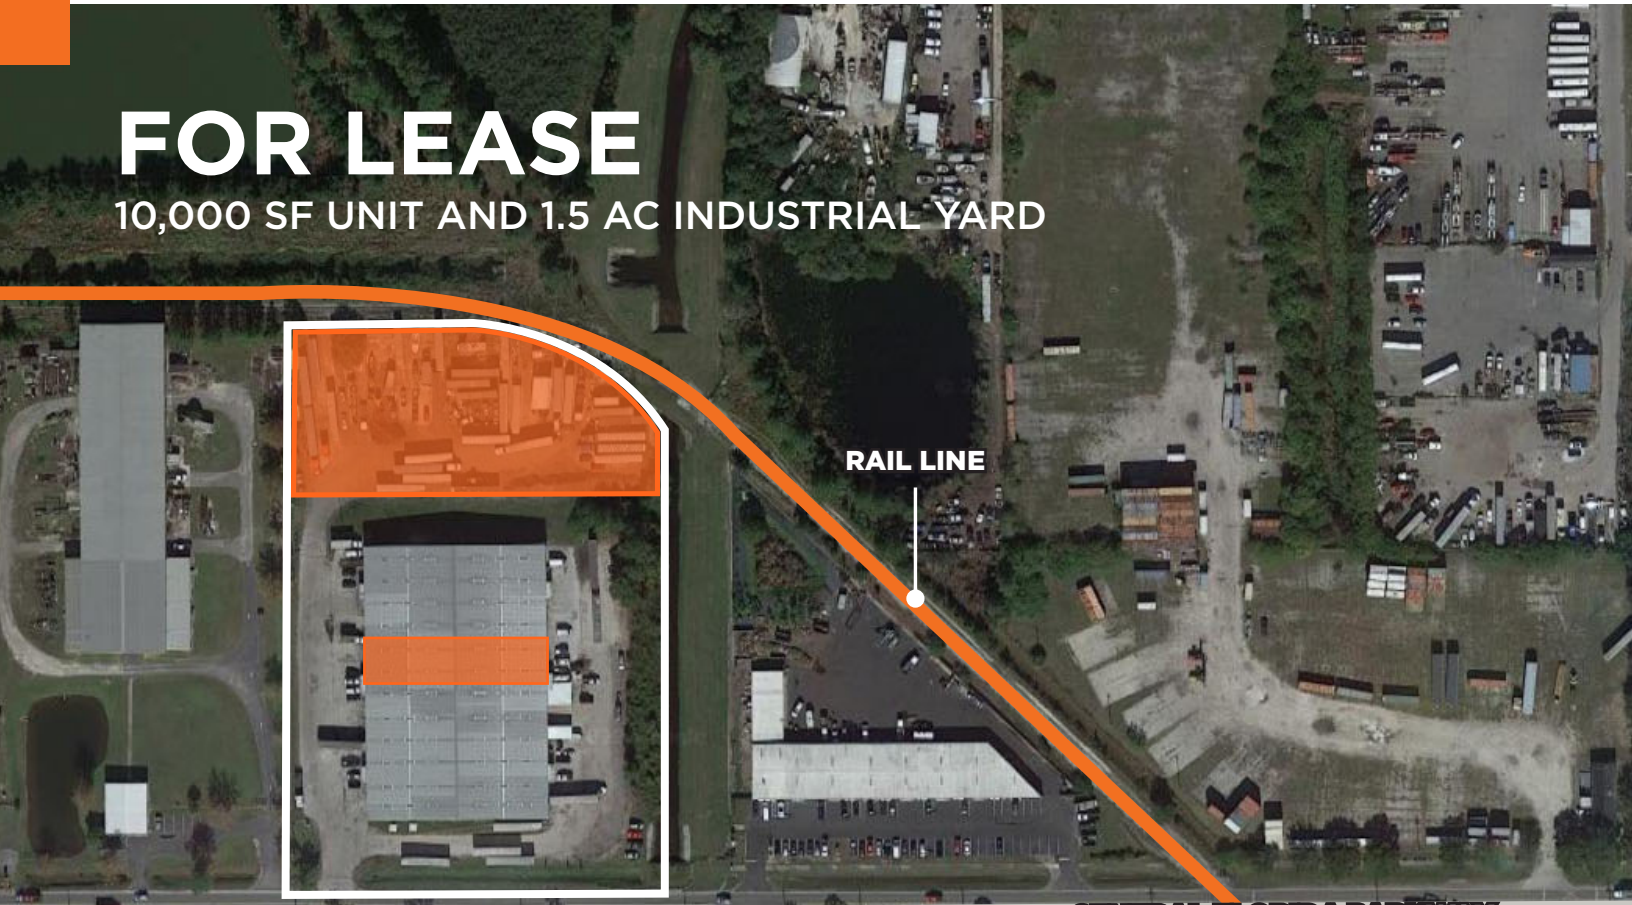 FOR LEASE
10,000 SF UNIT AND 1.5 AC INDUSTRIAL YARD
RAIL LINE